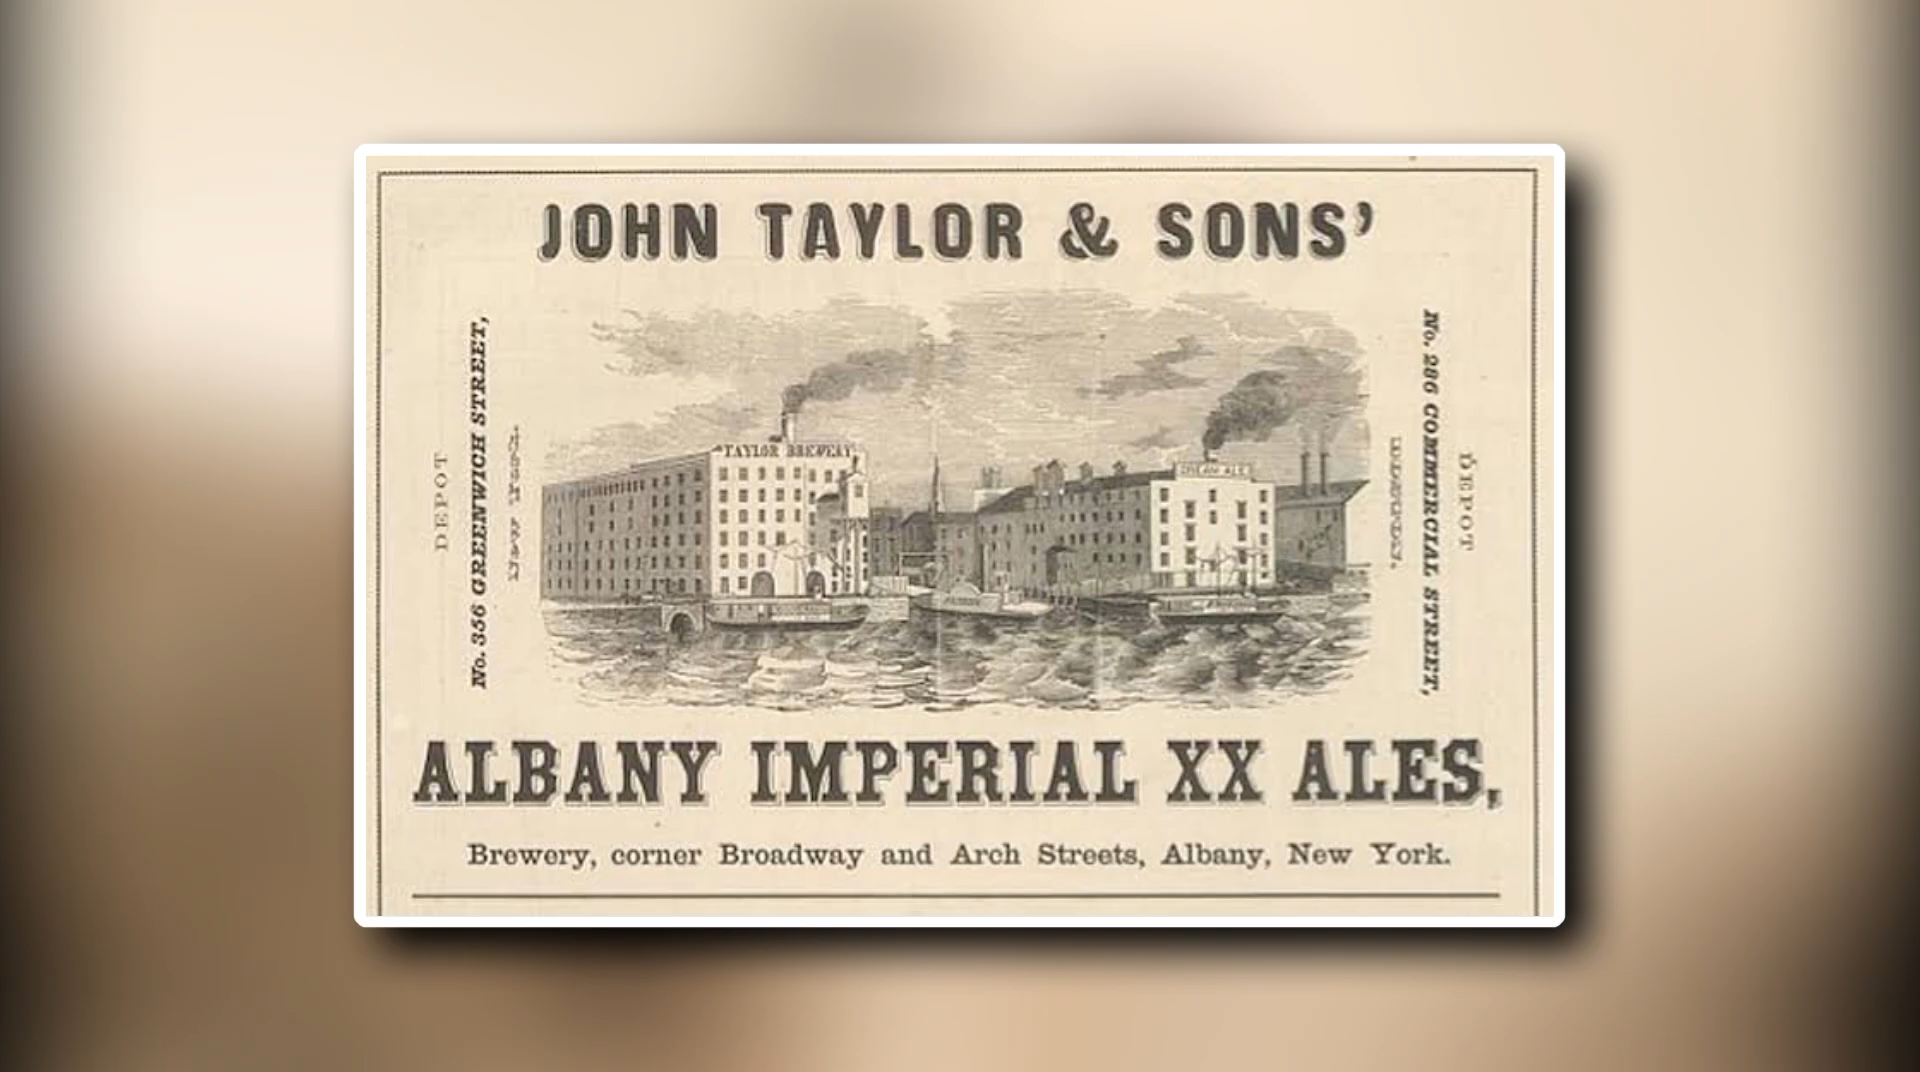 JOHN TAYLOR & SONS’
DEPOT
No. 356 GREENWICH STREET,
TAYLOR BREWERY
No. 286 COMMERCIAL STREET,
DEPOT
ALBANY IMPERIAL XX ALES,
Brewery, corner Broadway and Arch Streets, Albany, New York.